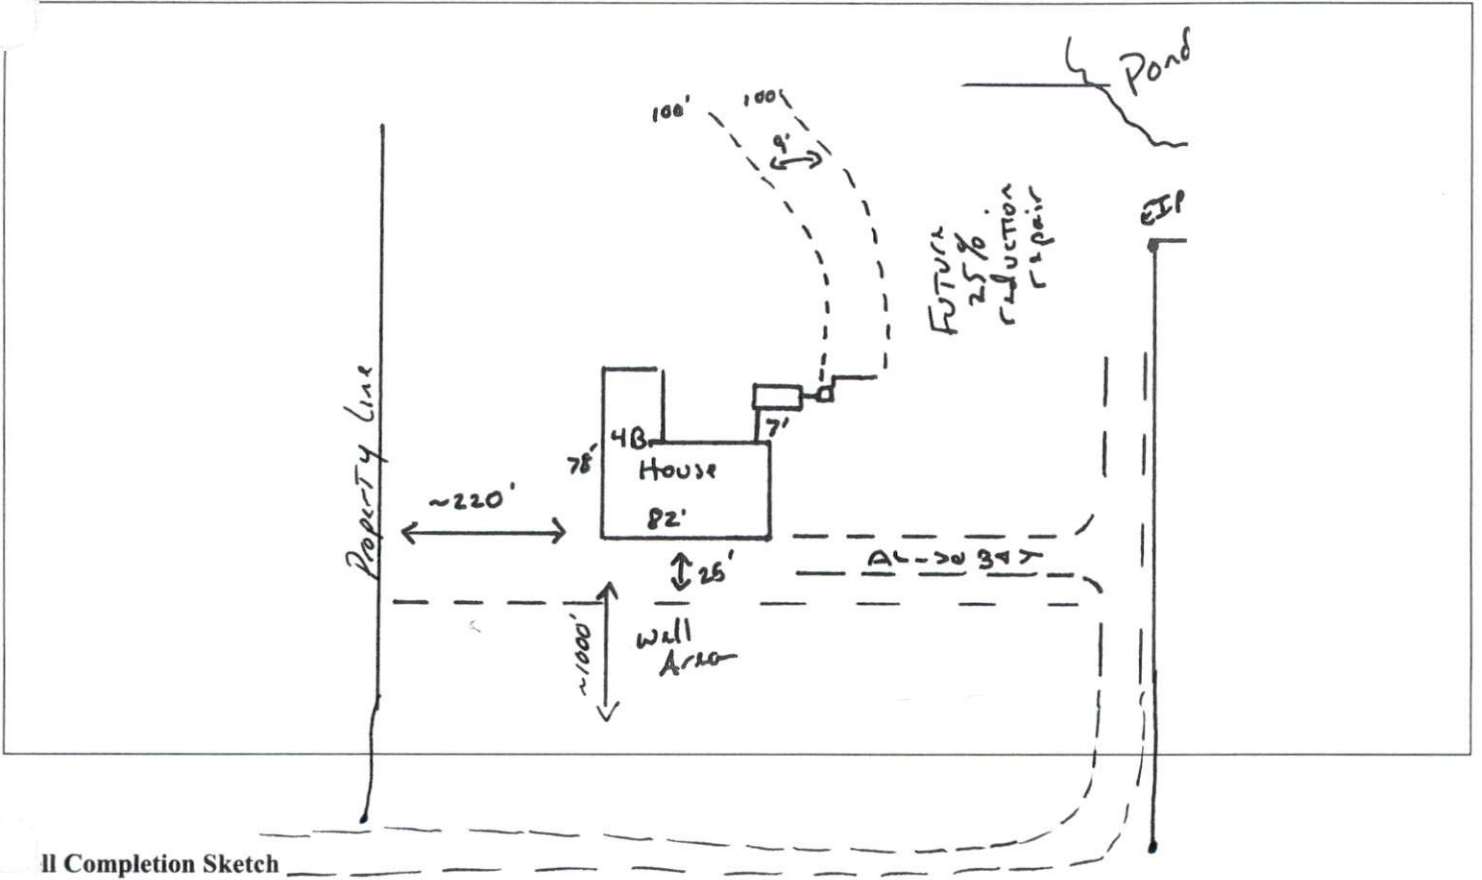 Pond
100'
100'
9'
EIP
Future
25%
reduction
repair
Property Line
4B
7'
78'
House
~220'
82'
25'
~1000'
Well
Area
ll Completion Sketch